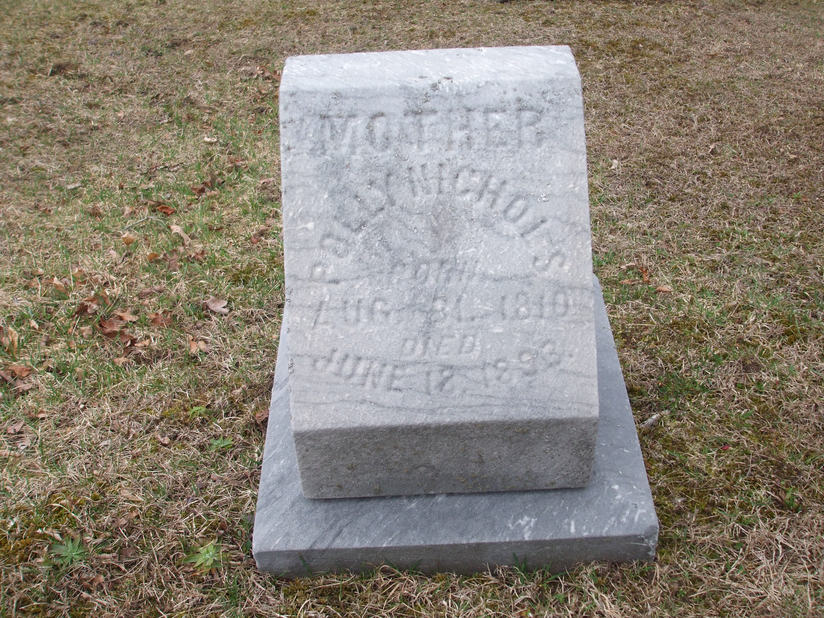 MOTHER
POLLY NICHOLS
BORN
AUG. 31. 1810
DIED
JUNE 12, 1893.